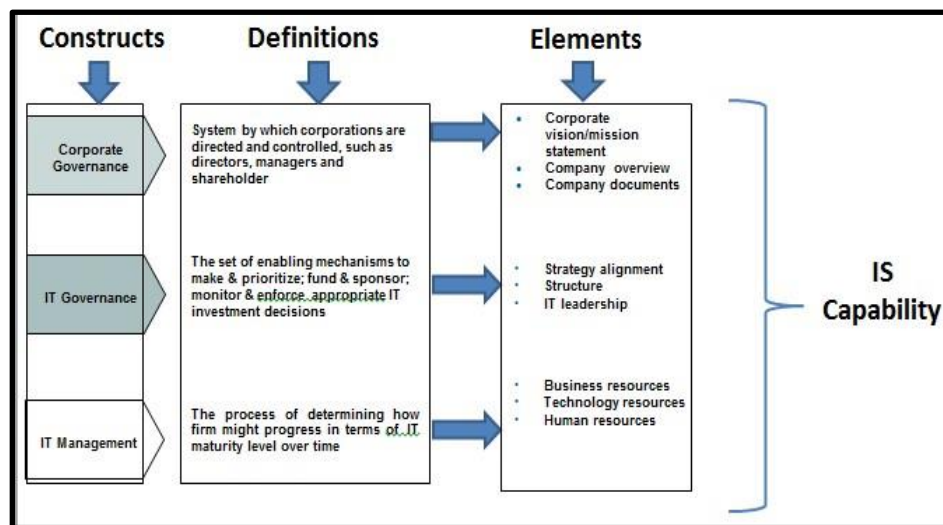 Constructs
Definitions
Elements
Corporate
Governance
System by which corporations are
directed and controlled, such as
directors, managers and
shareholder
• Corporate
vision/mission
statement
• Company overview
• Company documents
IT Governance
The set of enabling mechanisms to
make & prioritize; fund & sponsor;
monitor & enforce appropriate IT
investment decisions
• Strategy alignment
• Structure
• IT leadership
IT Management
The process of determining how
firm might progress in terms of IT
maturity level over time
• Business resources
• Technology resources
• Human resources
IS
Capability